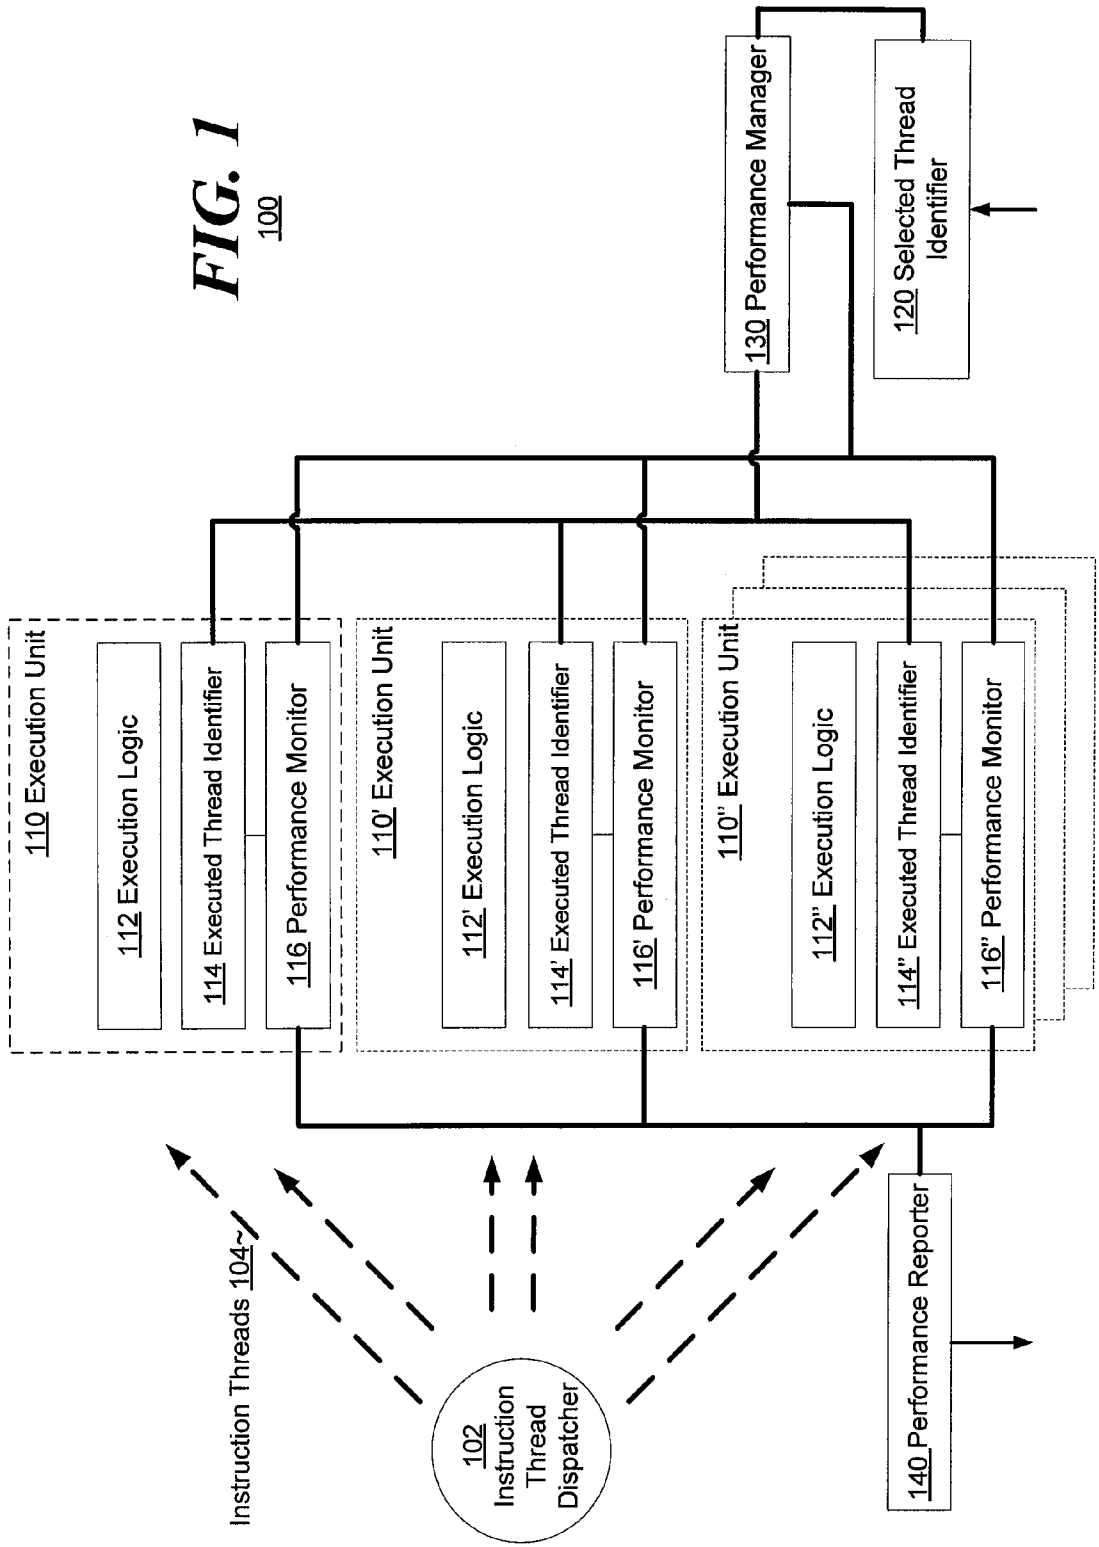 FIG. 1
100
Instruction Threads 104~
102
Instruction
Thread
Dispatcher
110 Execution Unit
112 Execution Logic
114 Executed Thread Identifier
116 Performance Monitor
110' Execution Unit
112' Execution Logic
114' Executed Thread Identifier
116' Performance Monitor
110'' Execution Unit
112'' Execution Logic
114'' Executed Thread Identifier
116'' Performance Monitor
130 Performance Manager
120 Selected Thread
Identifier
140 Performance Reporter